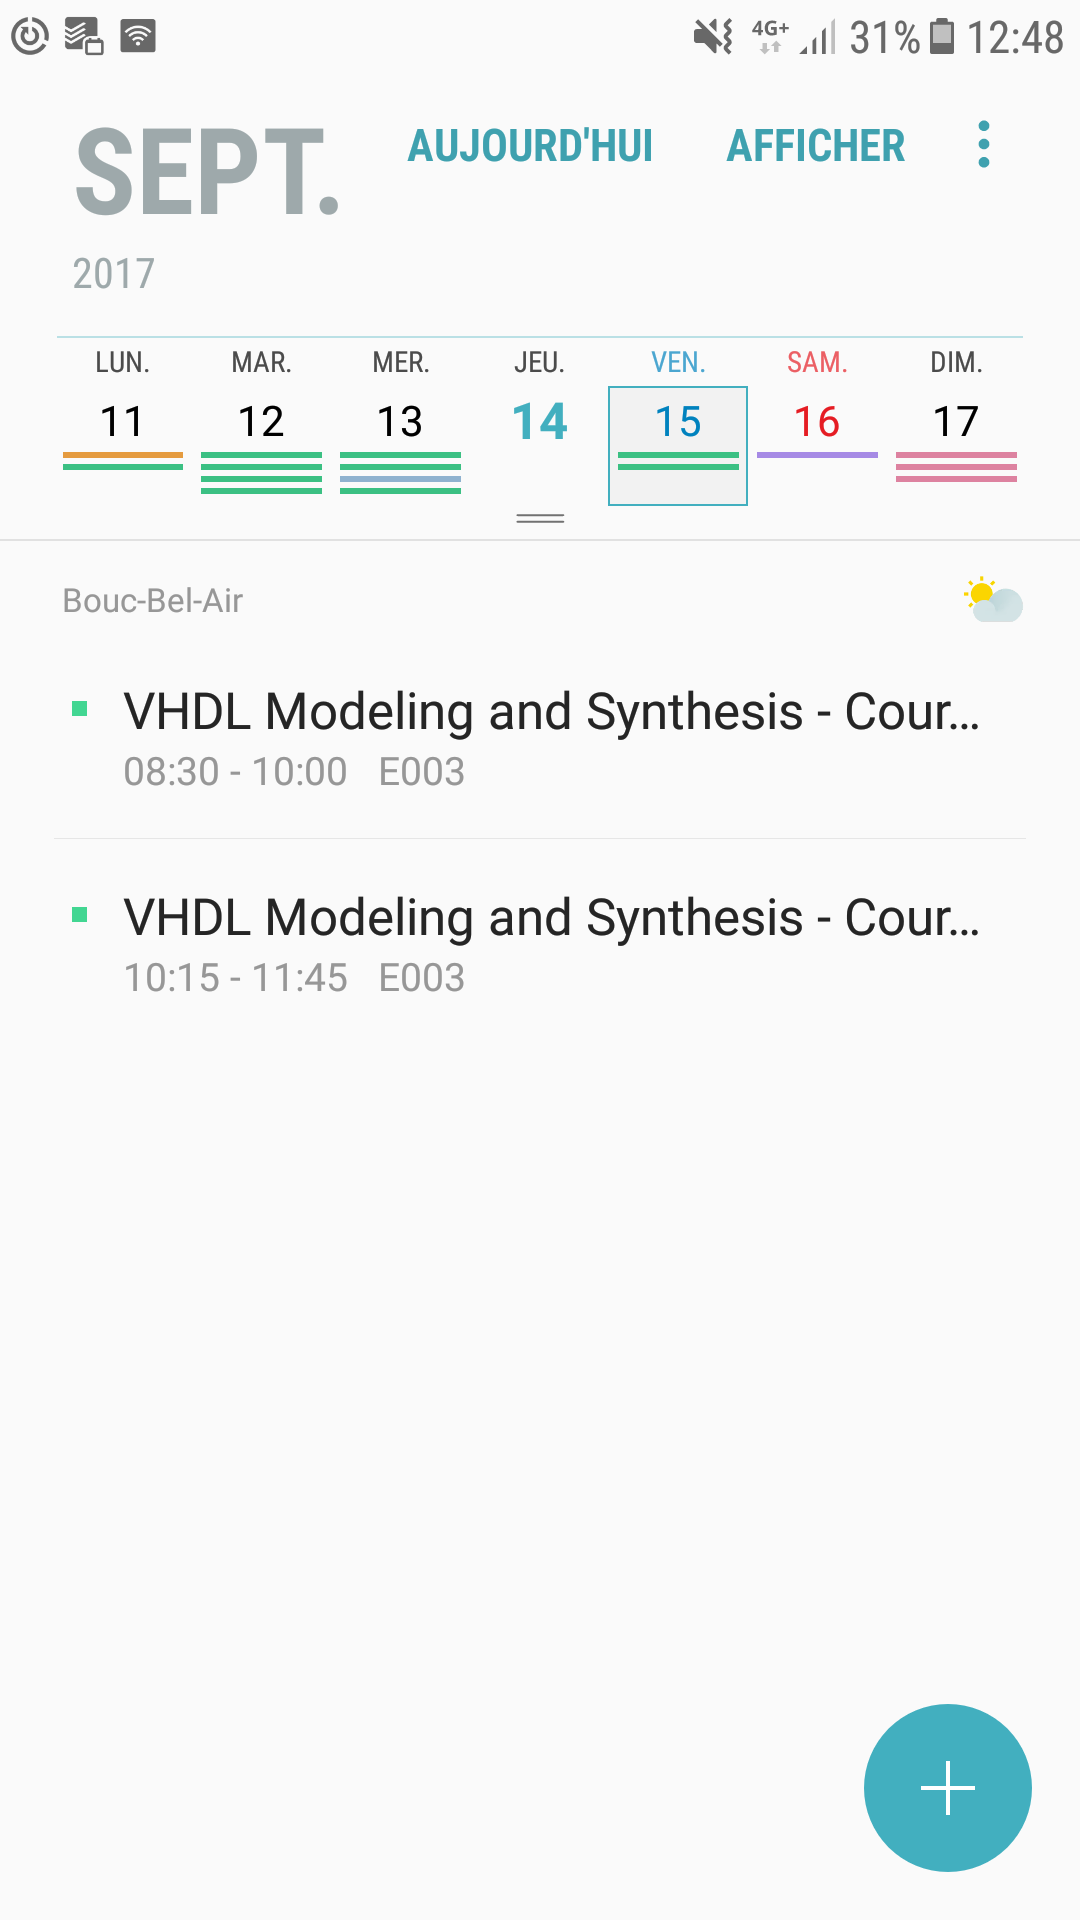 4G+ 31% 12:48
SEPT. AUJOURD'HUI AFFICHER
2017
LUN. MAR. MER. JEU. VEN. SAM. DIM.
11 12 13 14 15 16 17
Bouc-Bel-Air
VHDL Modeling and Synthesis - Cour...
08:30 - 10:00 E003
VHDL Modeling and Synthesis - Cour...
10:15 - 11:45 E003